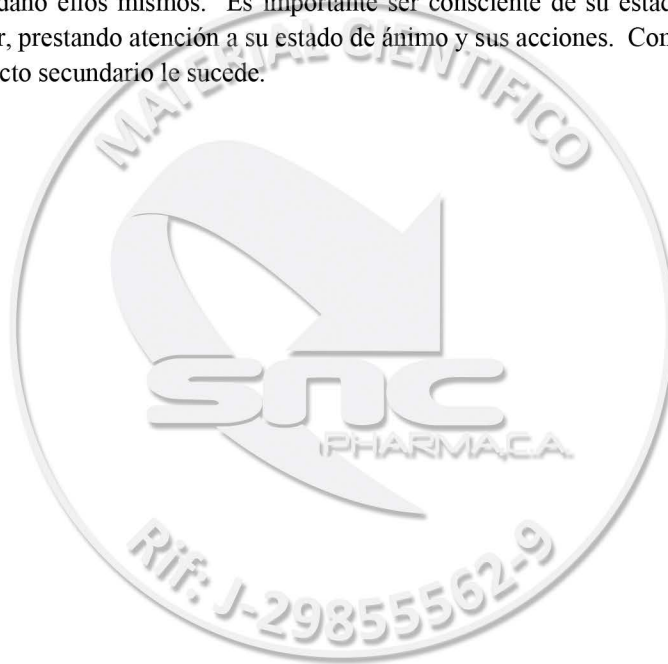 daño ellos mismos. Es importante ser consciente de su estad
r, prestando atención a su estado de ánimo y sus acciones. Con
cto secundario le sucede.
MATERIAL CIENTIFICO
SNC
PHARMA,C.A.
Rif: J-29855562-9